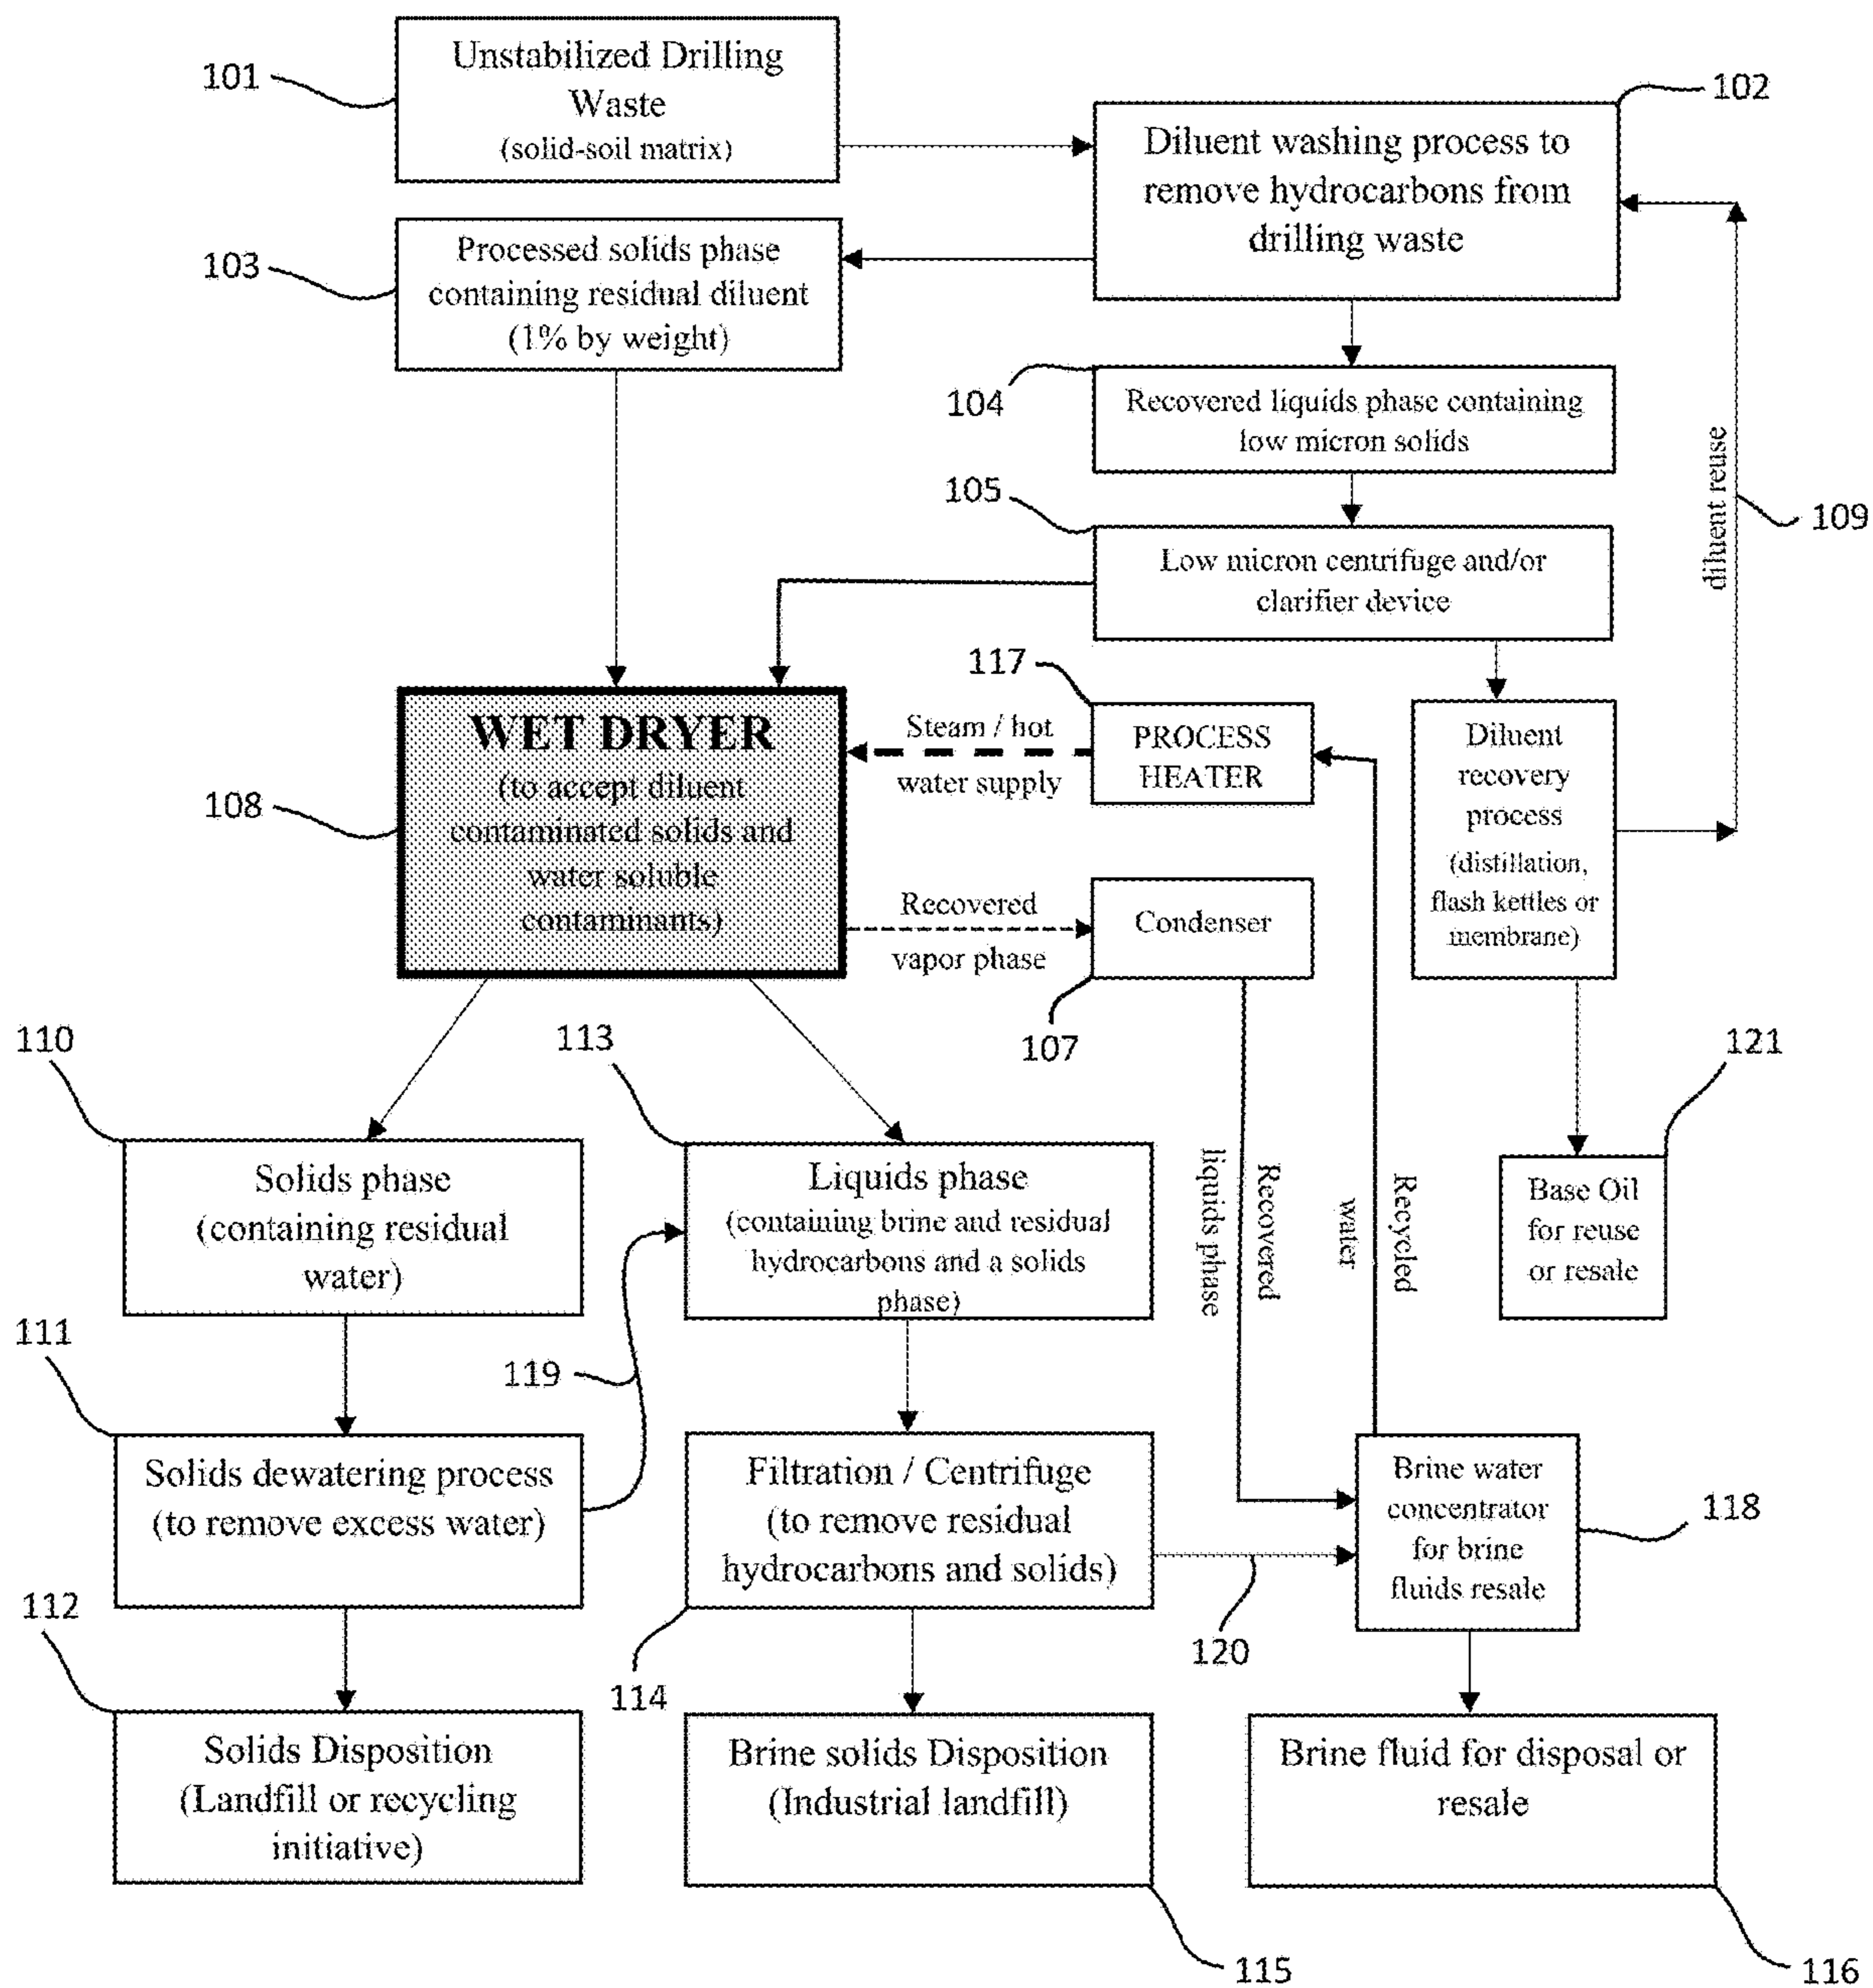 Unstabilized Drilling
Waste
(solid-soil matrix)
101
102
Diluent washing process to
remove hydrocarbons from
drilling waste
103
Processed solids phase
containing residual diluent
(1% by weight)
104
Recovered liquids phase containing
low micron solids
105
Low micron centrifuge and/or
clarifier device
diluent reuse
109
117
PROCESS
HEATER
Steam / hot
water supply
WET DRYER
(to accept diluent
contaminated solids and
water soluble
contaminants)
108
Recovered
vapor phase
Condenser
107
Diluent
recovery
process
(distillation,
flash kettles or
membrane)
110
Solids phase
(containing residual
water)
113
Liquids phase
(containing brine and residual
hydrocarbons and a solids
phase)
Recovered
liquids phase
Recycled
water
121
Base Oil
for reuse
or resale
111
Solids dewatering process
(to remove excess water)
119
Filtration / Centrifuge
(to remove residual
hydrocarbons and solids)
114
120
Brine water
concentrator
for brine
fluids resale
118
112
Solids Disposition
(Landfill or recycling
initiative)
Brine solids Disposition
(Industrial landfill)
115
Brine fluid for disposal or
resale
116